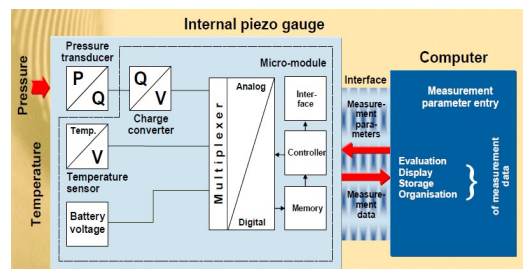 Internal piezo gauge
Pressure
transducer
P
Q
Q
V
Charge
converter
Micro-module
Temp.
V
Temperature
sensor
Battery
voltage
Multiplexer
Analog
Digital
Inter-
face
Controller
Memory
Pressure
Temperature
Interface
Measure-
ment
para-
meters
Measure-
ment
data
Computer
Measurement
parameter entry
Evaluation
Display
Storage
Organisation
}
of measurement
data